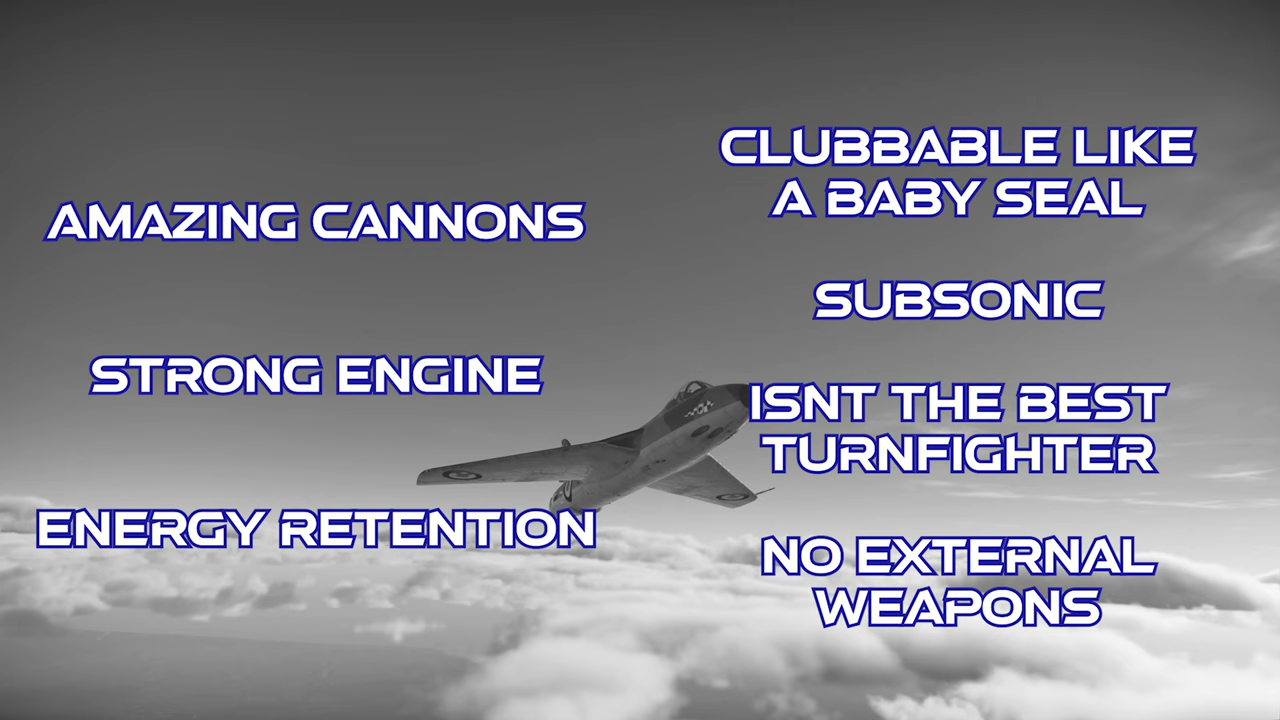 AMAZING CANNONS
STRONG ENGINE
ENERGY RETENTION
CLUBBABLE LIKE
A BABY SEAL
SUBSONIC
ISNT THE BEST
TURNFIGHTER
NO EXTERNAL
WEAPONS